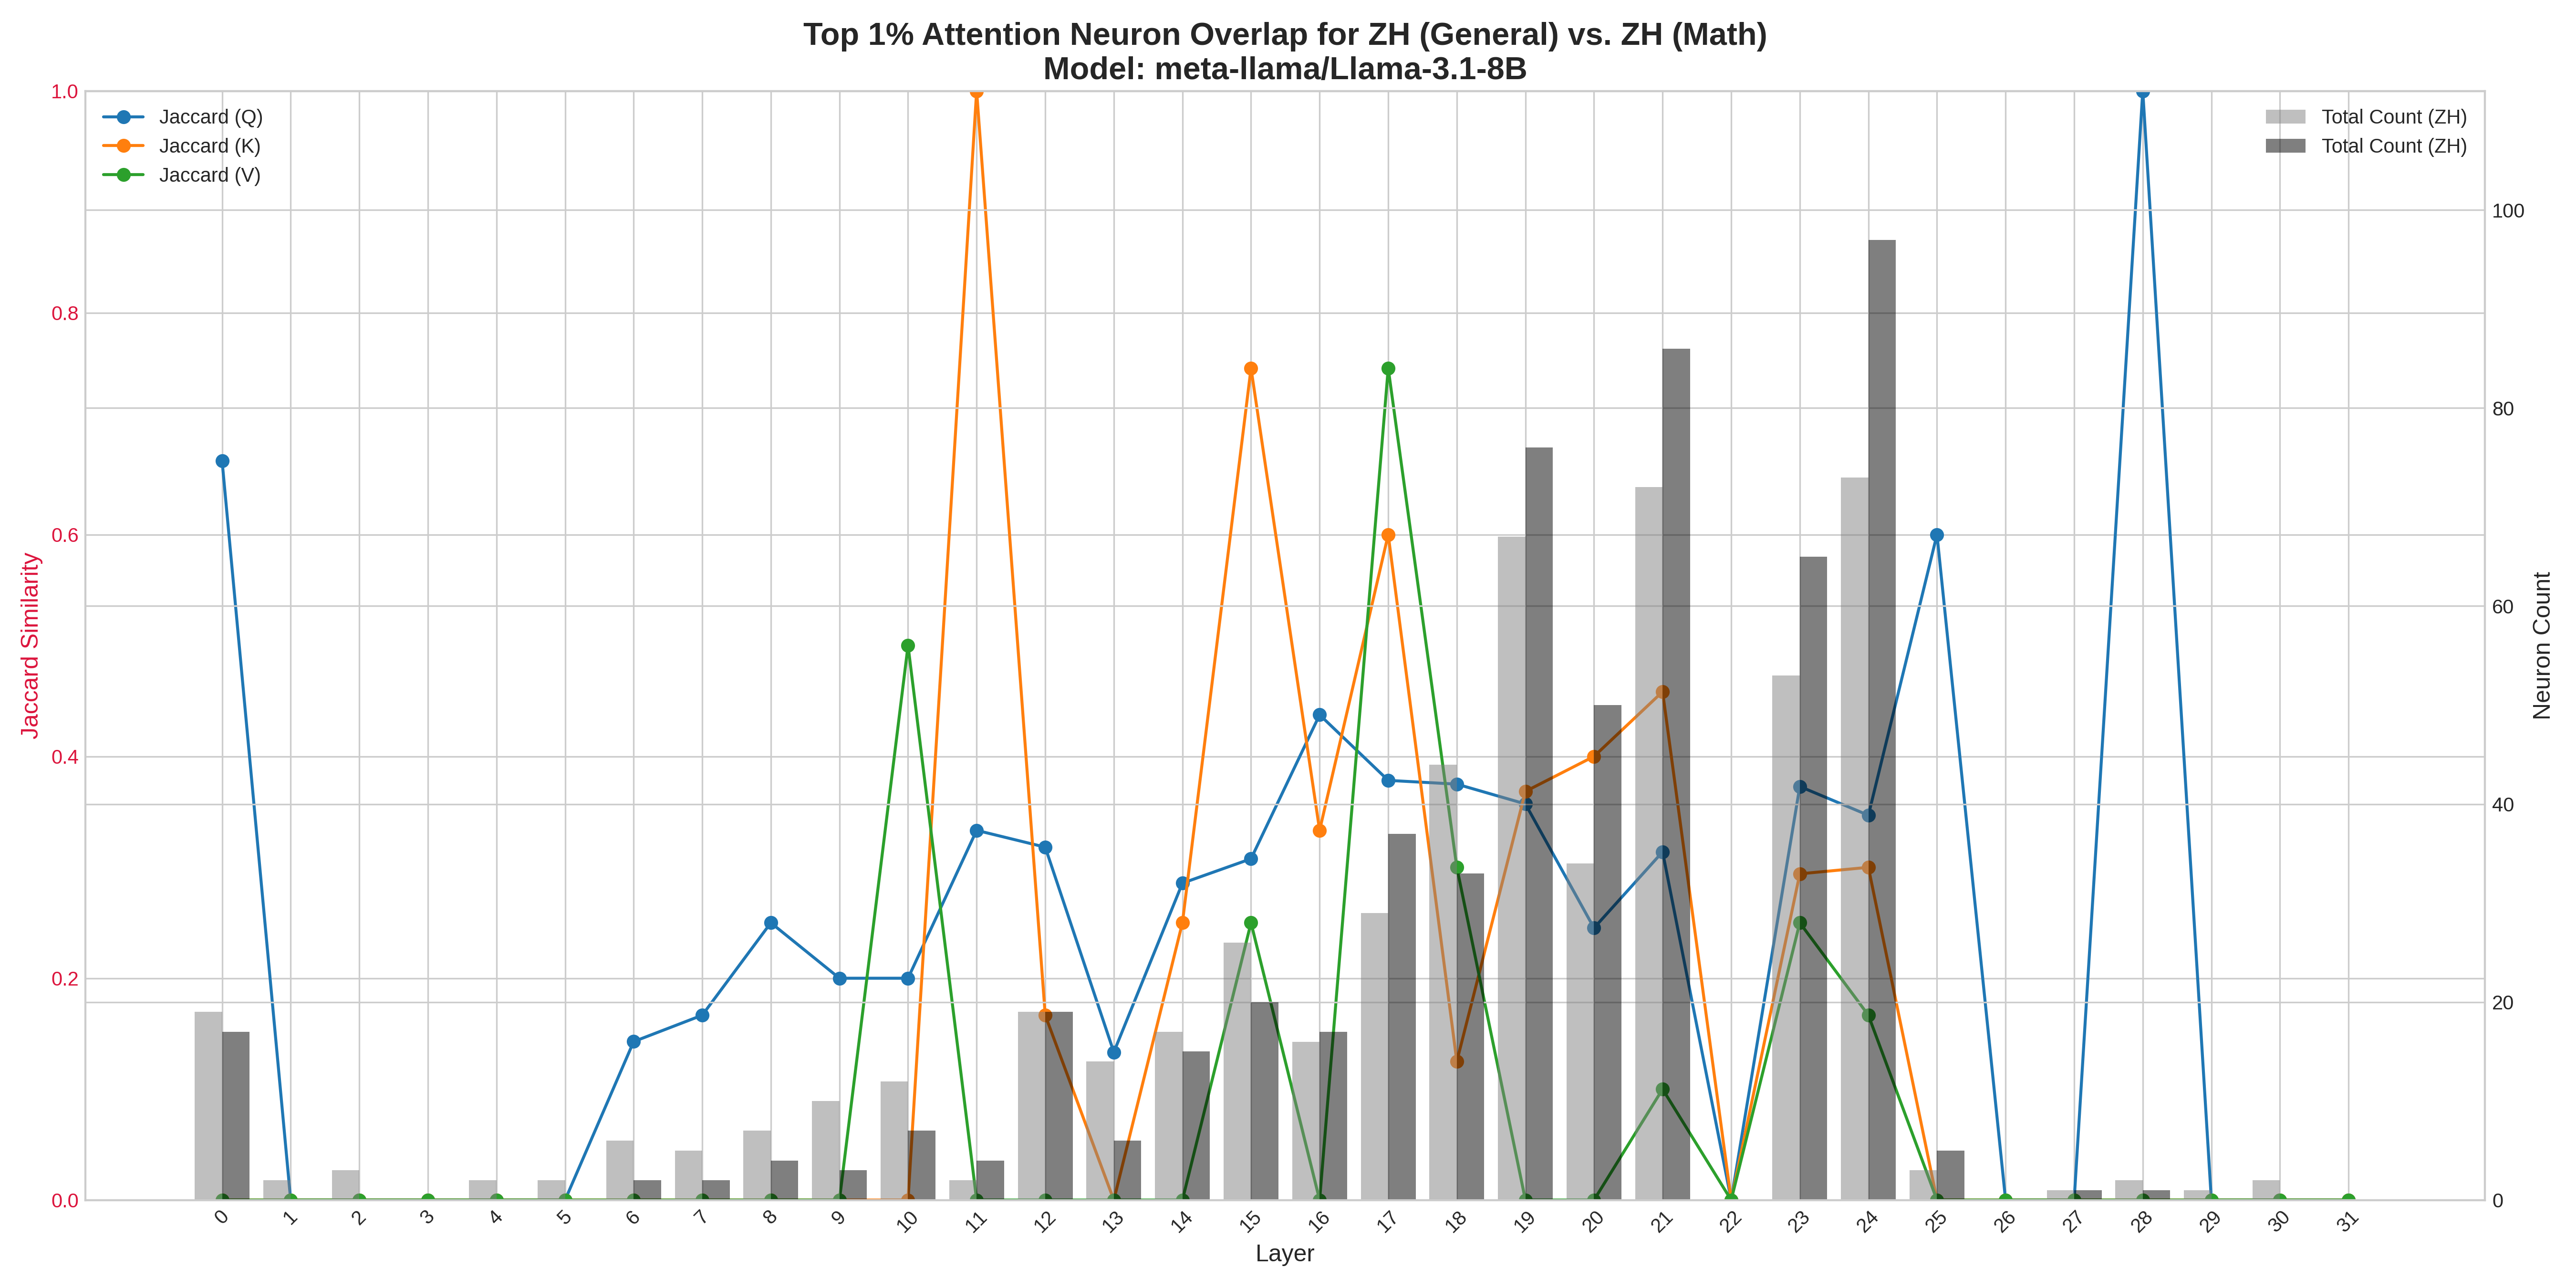 Top 1% Attention Neuron Overlap for ZH (General) vs. ZH (Math)
Model: meta-llama/Llama-3.1-8B
Jaccard (Q)
Jaccard (K)
Jaccard (V)
Total Count (ZH)
Total Count (ZH)
Jaccard Similarity
1.0
0.8
0.6
0.4
0.2
0.0
Neuron Count
100
80
60
40
20
0
0 1 2 3 4 5 6 7 8 9 10 11 12 13 14 15 16 17 18 19 20 21 22 23 24 25 26 27 28 29 30 31
Layer